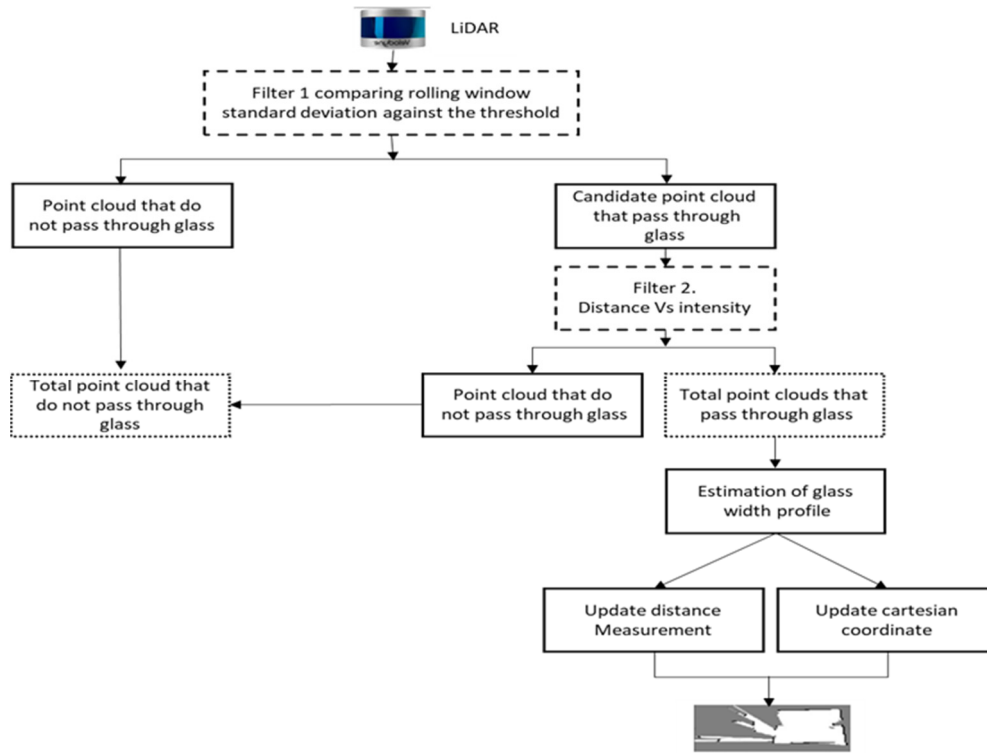 LiDAR
Filter 1 comparing rolling window
standard deviation against the threshold
Point cloud that do
not pass through glass
Candidate point cloud
that pass through
glass
Filter 2.
Distance Vs intensity
Total point cloud that
do not pass through
glass
Point cloud that do
not pass through glass
Total point clouds that
pass through glass
Estimation of glass
width profile
Update distance
Measurement
Update cartesian
coordinate